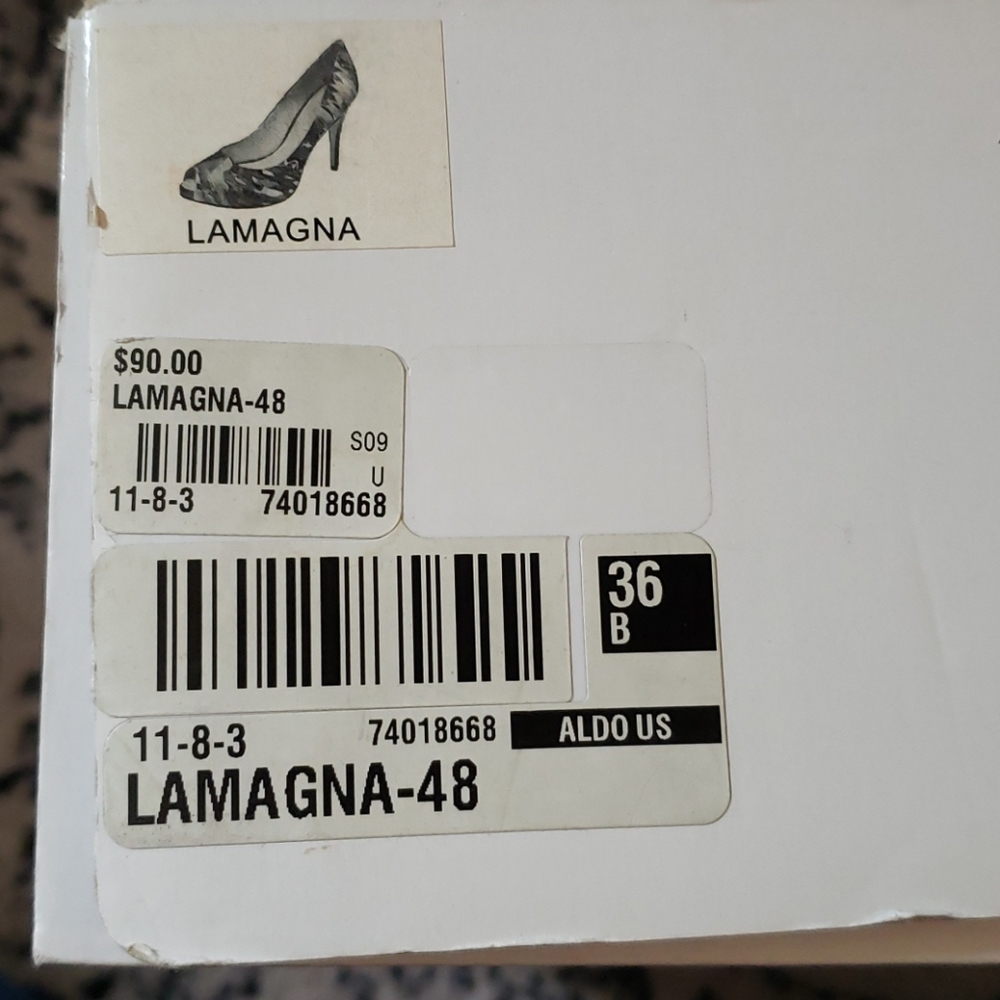 LAMAGNA
$90.00
LAMAGNA-48
S09
U
11-8-3 74018668
36
B
11-8-3 74018668 ALDO US
LAMAGNA-48